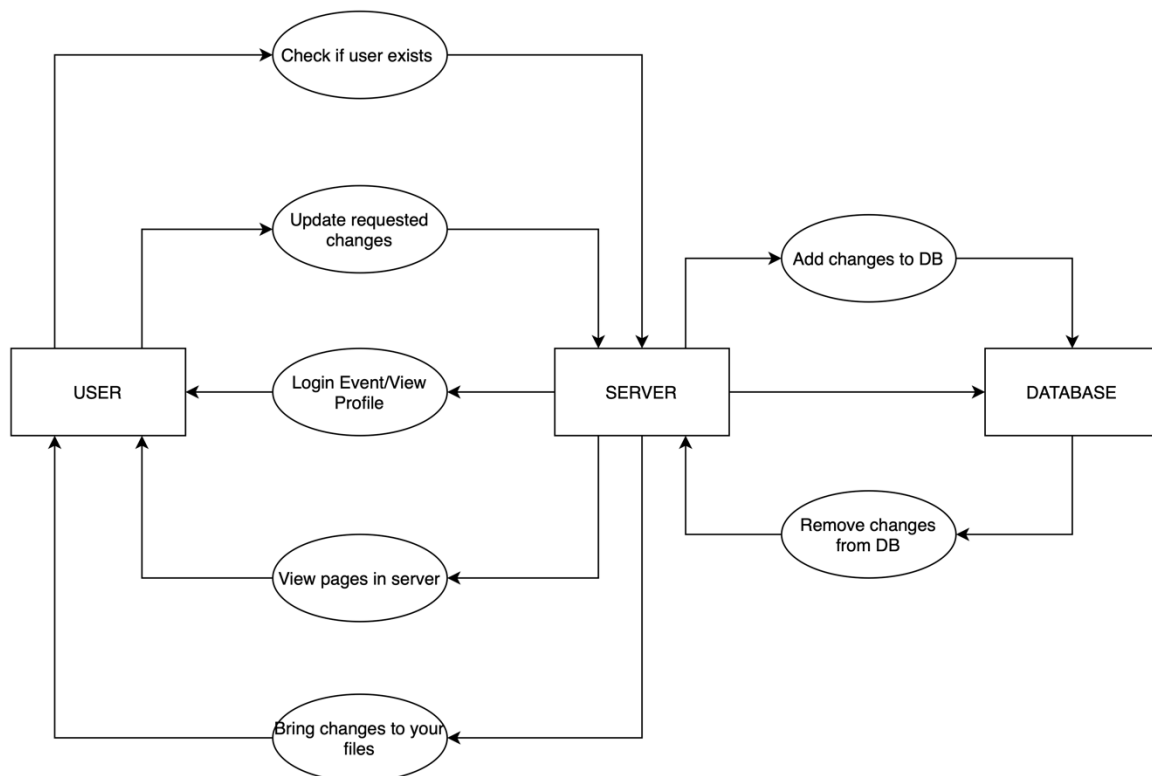 Check if user exists
Update requested
changes
Add changes to DB
USER
Login Event/View
Profile
SERVER
DATABASE
Remove changes
from DB
View pages in server
Bring changes to your
files